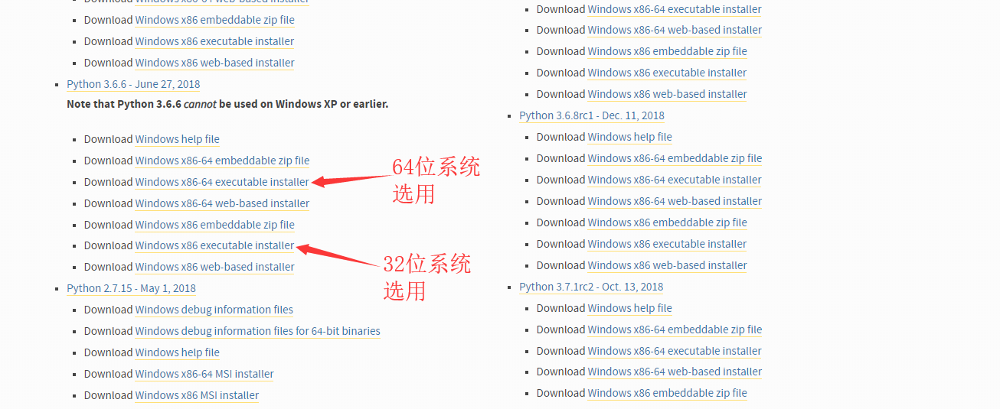 Download Windows x86-64 web-based installer
Download Windows x86 embeddable zip file
Download Windows x86 executable installer
Download Windows x86 web-based installer
Python 3.6.6 - June 27, 2018
Note that Python 3.6.6 cannot be used on Windows XP or earlier.
Download Windows help file
Download Windows x86-64 embeddable zip file
Download Windows x86-64 executable installer
64位系统
选用
Download Windows x86-64 web-based installer
Download Windows x86 embeddable zip file
Download Windows x86 executable installer
32位系统
选用
Download Windows x86 web-based installer
Python 2.7.15 - May 1, 2018
Download Windows debug information files
Download Windows debug information files for 64-bit binaries
Download Windows help file
Download Windows x86-64 MSI installer
Download Windows x86 MSI installer
Download Windows x86-64 executable installer
Download Windows x86-64 web-based installer
Download Windows x86 embeddable zip file
Download Windows x86 executable installer
Download Windows x86 web-based installer
Python 3.6.8rc1 - Dec. 11, 2018
Download Windows help file
Download Windows x86-64 embeddable zip file
Download Windows x86-64 executable installer
Download Windows x86-64 web-based installer
Download Windows x86 embeddable zip file
Download Windows x86 executable installer
Download Windows x86 web-based installer
Python 3.7.1rc2 - Oct. 13, 2018
Download Windows help file
Download Windows x86-64 embeddable zip file
Download Windows x86-64 executable installer
Download Windows x86-64 web-based installer
Download Windows x86 embeddable zip file